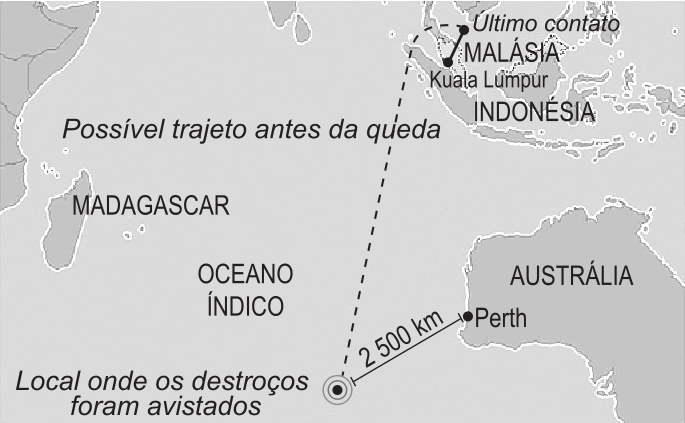 Último contato
MALÁSIA
Kuala Lumpur
INDONÉSIA
Possível trajeto antes da queda
MADAGASCAR
OCEANO
ÍNDICO
AUSTRÁLIA
Perth
2 500 km
Local onde os destroços
foram avistados